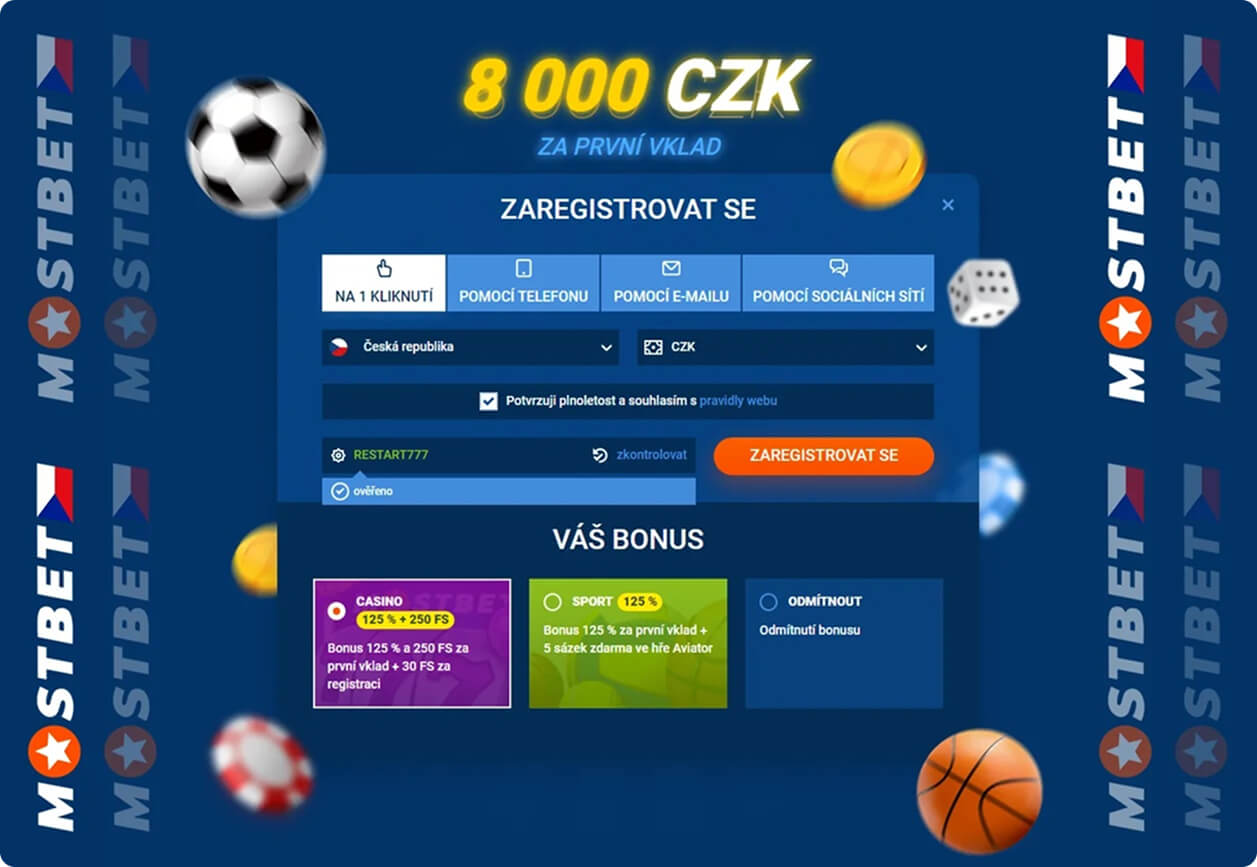 MOSTBET
MOSTBET
MOSTBET
MOSTBET
8 000 CZK
ZA PRVNÍ VKLAD
ZAREGISTROVAT SE
NA 1 KLIKNUTÍ
POMOCÍ TELEFONU
POMOCÍ E-MAILU
POMOCÍ SOCIÁLNÍCH SÍTÍ
Česká republika
CZK
Potvrzuji plnoletost a souhlasím s pravidly webu
RESTART777
zkontrolovat
ZAREGISTROVAT SE
ověřeno
VÁŠ BONUS
CASINO
125 % + 250 FS
Bonus 125 % a 250 FS za
první vklad + 30 FS za
registraci
SPORT 125 %
Bonus 125 % za první vklad +
5 sázek zdarma ve hře Aviator
ODMÍTNOUT
Odmítnutí bonusu
MOSTBET
MOSTBET
MOSTBET
MOSTBET